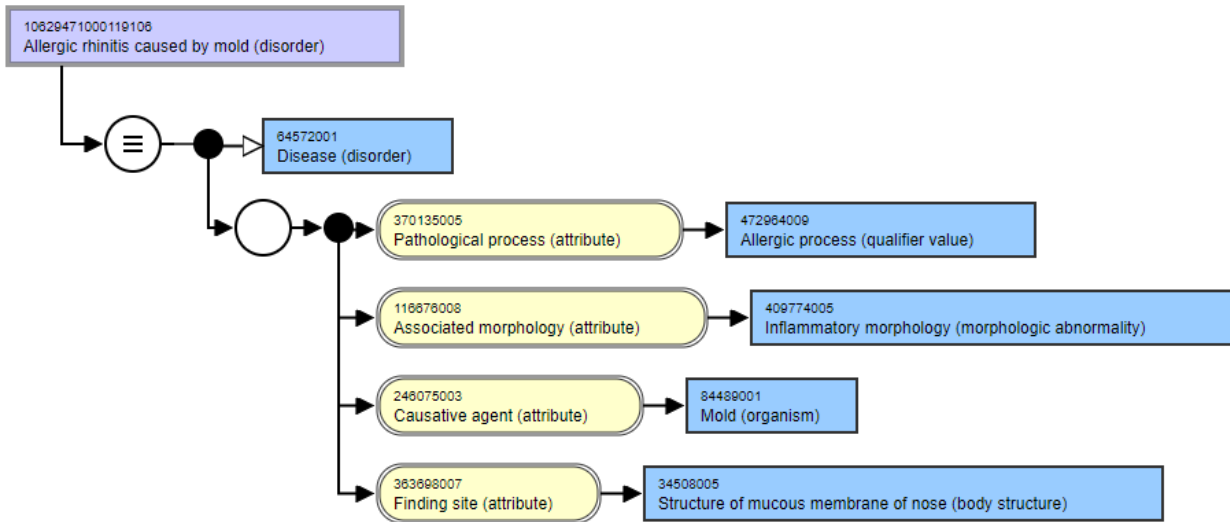 10629471000119106
Allergic rhinitis caused by mold (disorder)
64572001
Disease (disorder)
370135005
Pathological process (attribute)
472964009
Allergic process (qualifier value)
116676008
Associated morphology (attribute)
409774005
Inflammatory morphology (morphologic abnormality)
246075003
Causative agent (attribute)
84489001
Mold (organism)
363698007
Finding site (attribute)
34508005
Structure of mucous membrane of nose (body structure)